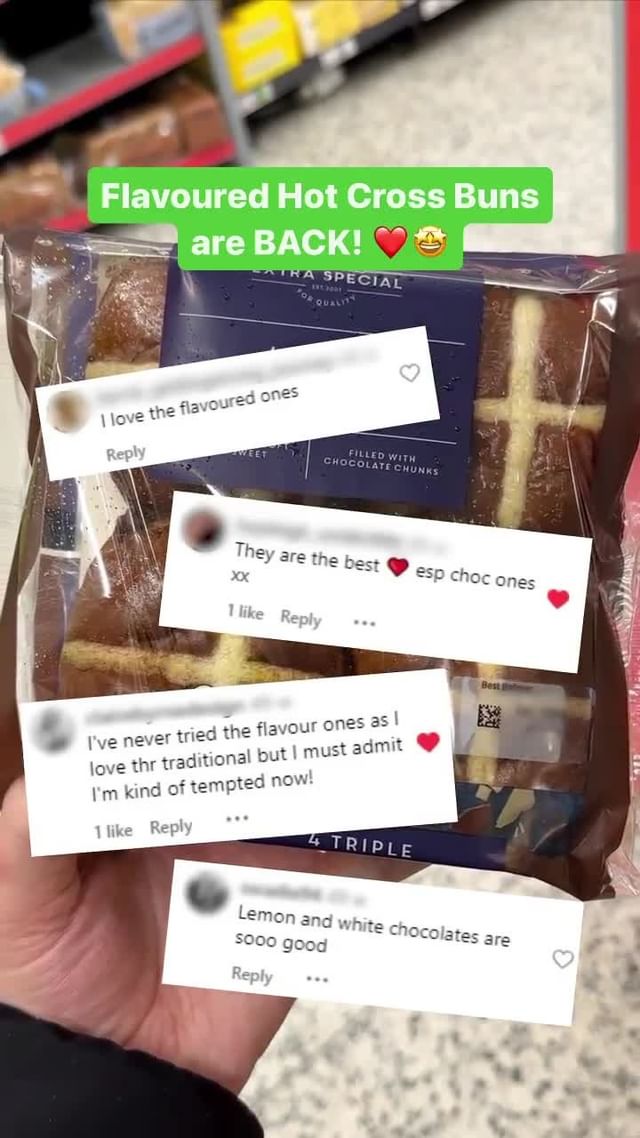 Flavoured Hot Cross Buns
are BACK! ❤️🤩
EXTRA SPECIAL
EST. 2001
FOR QUALITY
I love the flavoured ones
Reply
SWEET
FILLED WITH
CHOCOLATE CHUNKS
They are the best ❤️ esp choc ones
xx
1 like Reply •••
Best Before
I've never tried the flavour ones as I
love thr traditional but I must admit
I'm kind of tempted now!
1 like Reply •••
4 TRIPLE
Lemon and white chocolates are
sooo good
Reply •••